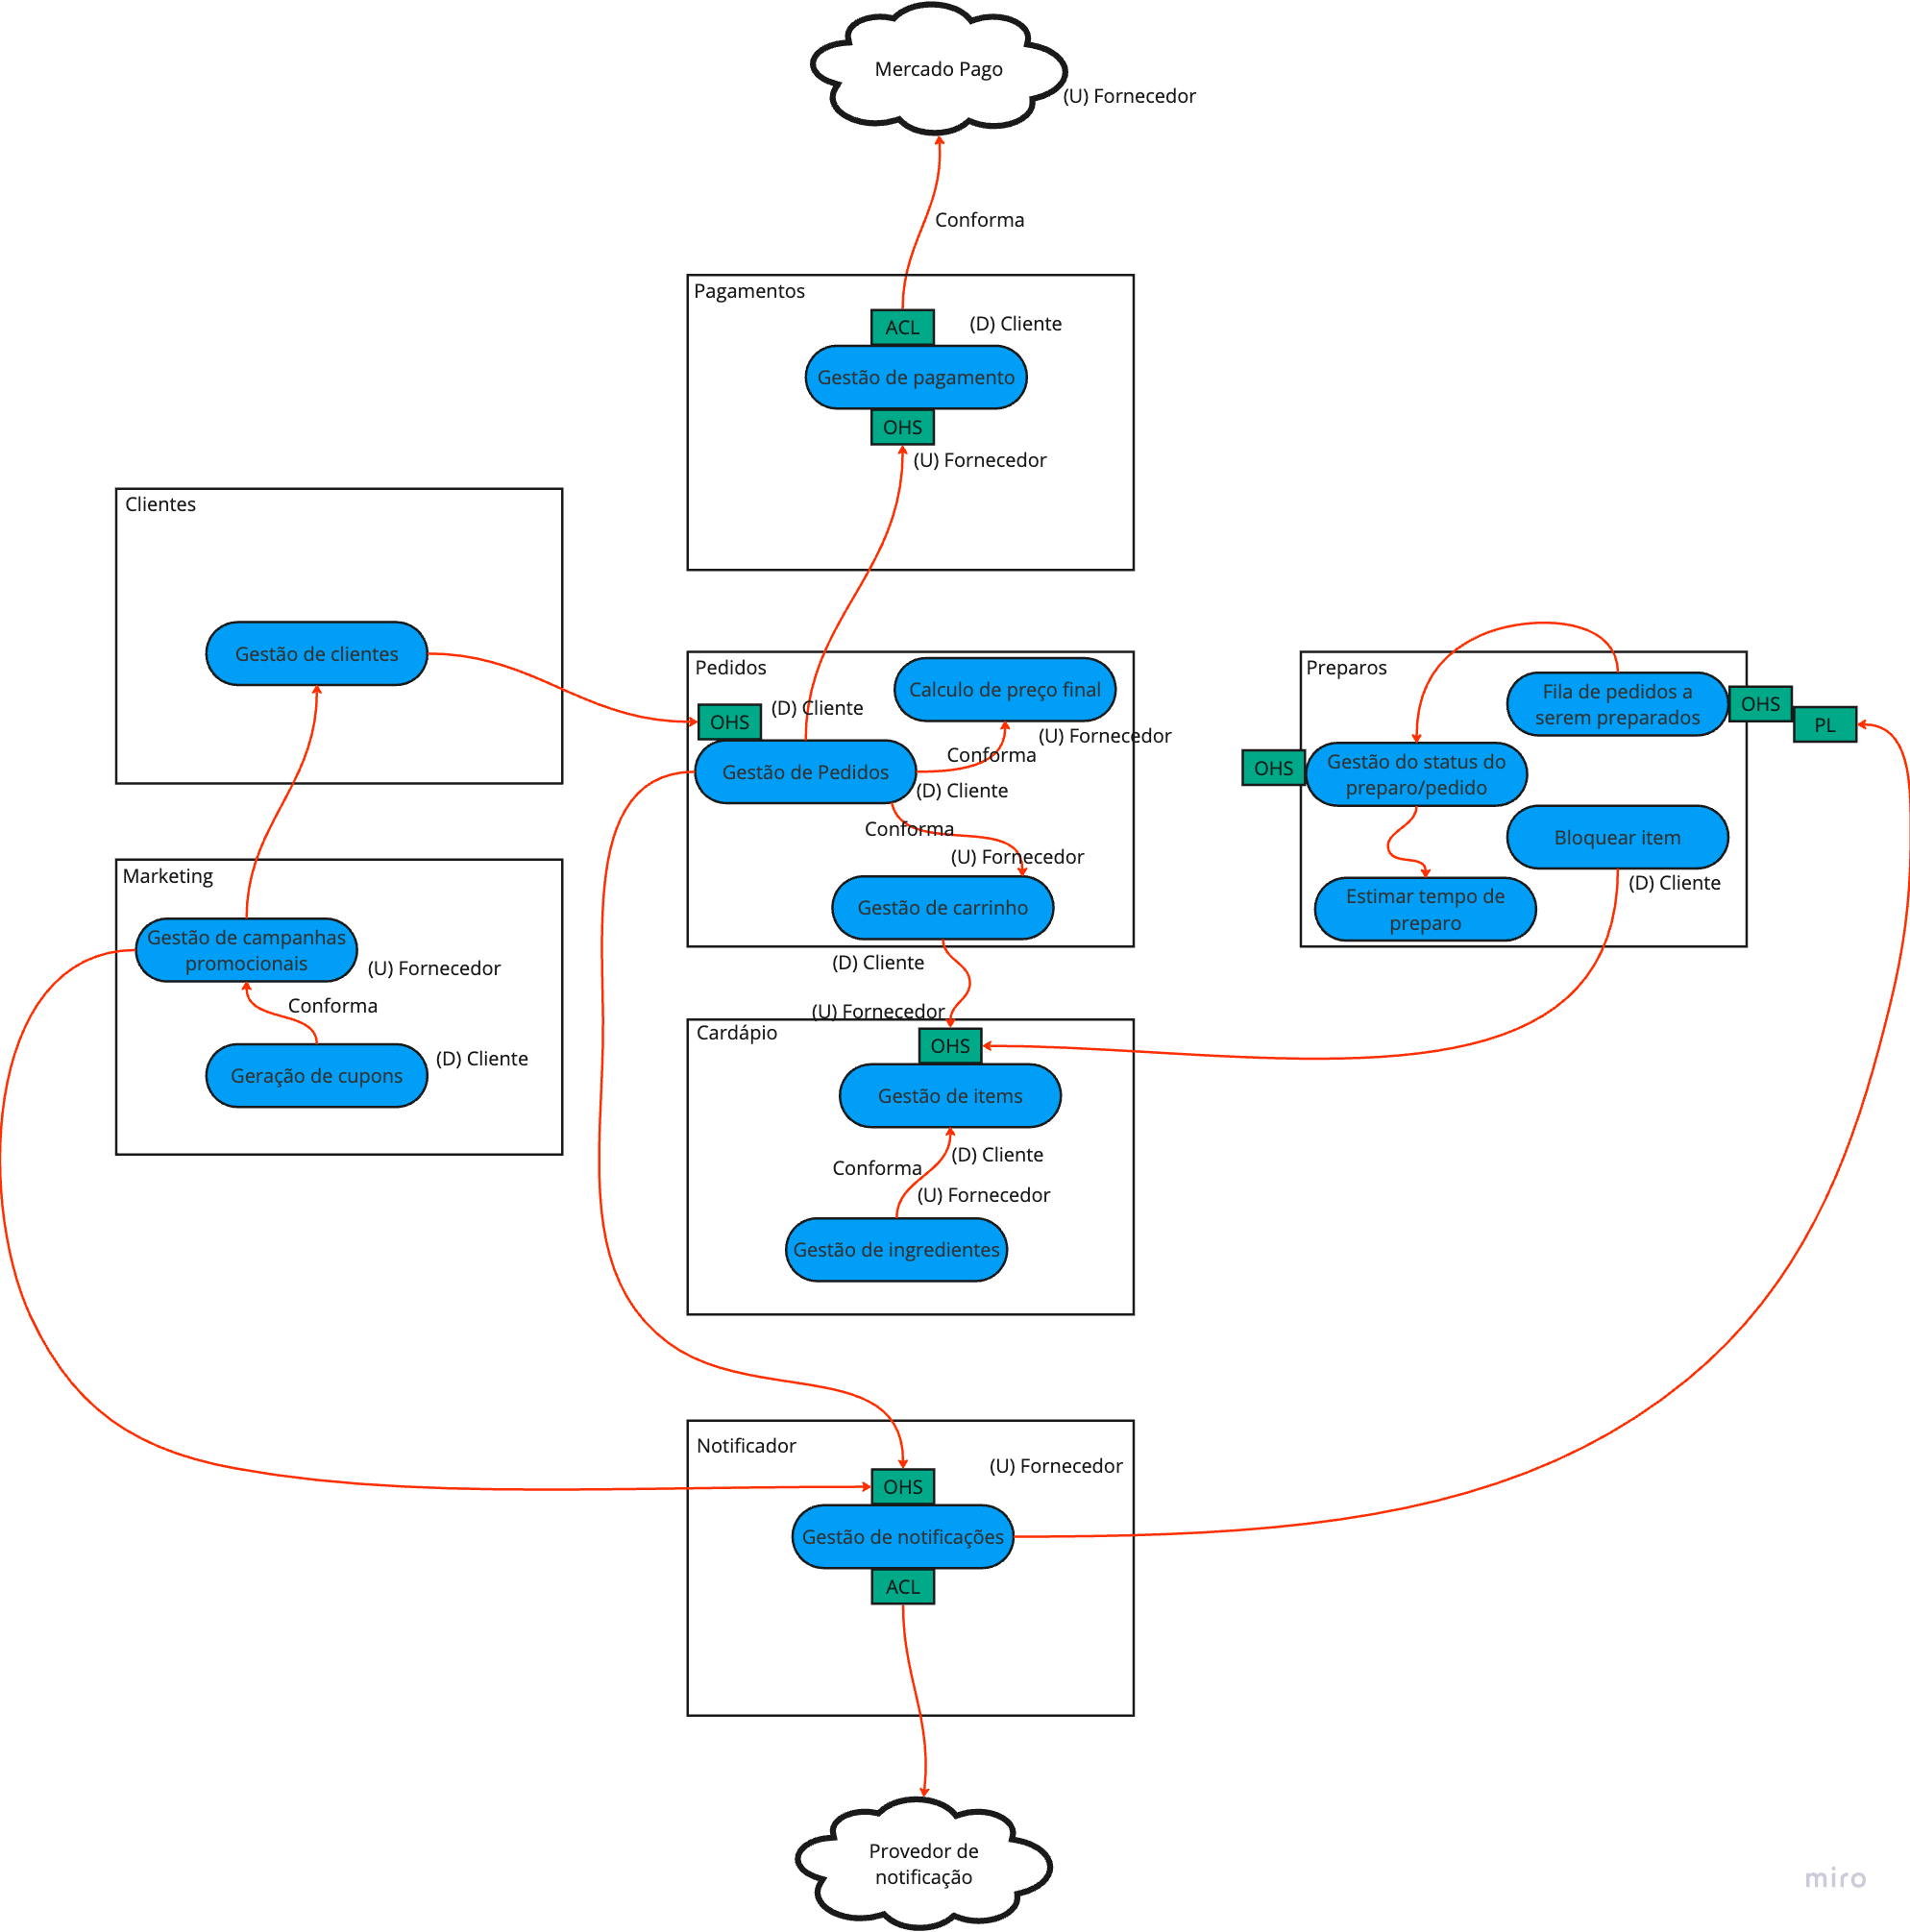 Mercado Pago
(U) Fornecedor
Conforma
Pagamentos
ACL
(D) Cliente
Gestão de pagamento
OHS
(U) Fornecedor
Clientes
Gestão de clientes
Pedidos
Calculo de preço final
OHS
(D) Cliente
(U) Fornecedor
Conforma
Gestão de Pedidos
(D) Cliente
Conforma
(U) Fornecedor
Gestão de carrinho
(D) Cliente
Preparos
Fila de pedidos a
serem preparados
OHS
PL
OHS
Gestão do status do
preparo/pedido
Bloquear item
(D) Cliente
Estimar tempo de
preparo
Marketing
Gestão de campanhas
promocionais
(U) Fornecedor
Conforma
Geração de cupons
(D) Cliente
(U) Fornecedor
Cardápio
OHS
Gestão de items
(D) Cliente
Conforma
(U) Fornecedor
Gestão de ingredientes
Notificador
(U) Fornecedor
OHS
Gestão de notificações
ACL
Provedor de
notificação
miro